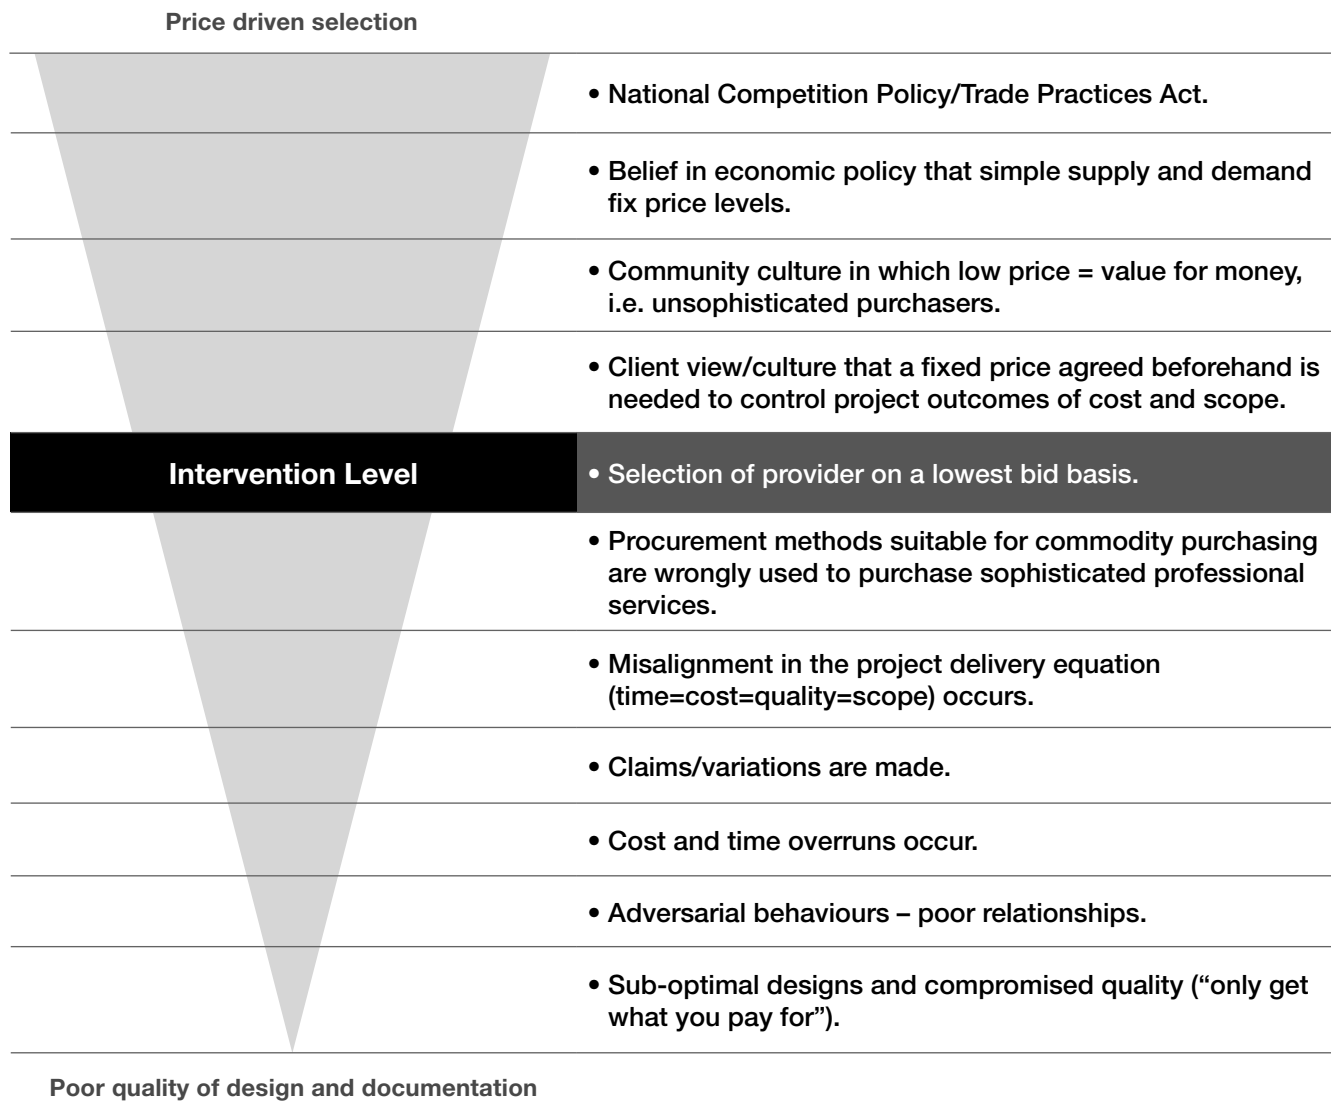 Price driven selection
• National Competition Policy/Trade Practices Act.
• Belief in economic policy that simple supply and demand
fix price levels.
• Community culture in which low price = value for money,
i.e. unsophisticated purchasers.
• Client view/culture that a fixed price agreed beforehand is
needed to control project outcomes of cost and scope.
Intervention Level
• Selection of provider on a lowest bid basis.
• Procurement methods suitable for commodity purchasing
are wrongly used to purchase sophisticated professional
services.
• Misalignment in the project delivery equation
(time=cost=quality=scope) occurs.
• Claims/variations are made.
• Cost and time overruns occur.
• Adversarial behaviours – poor relationships.
• Sub-optimal designs and compromised quality (“only get
what you pay for”).
Poor quality of design and documentation